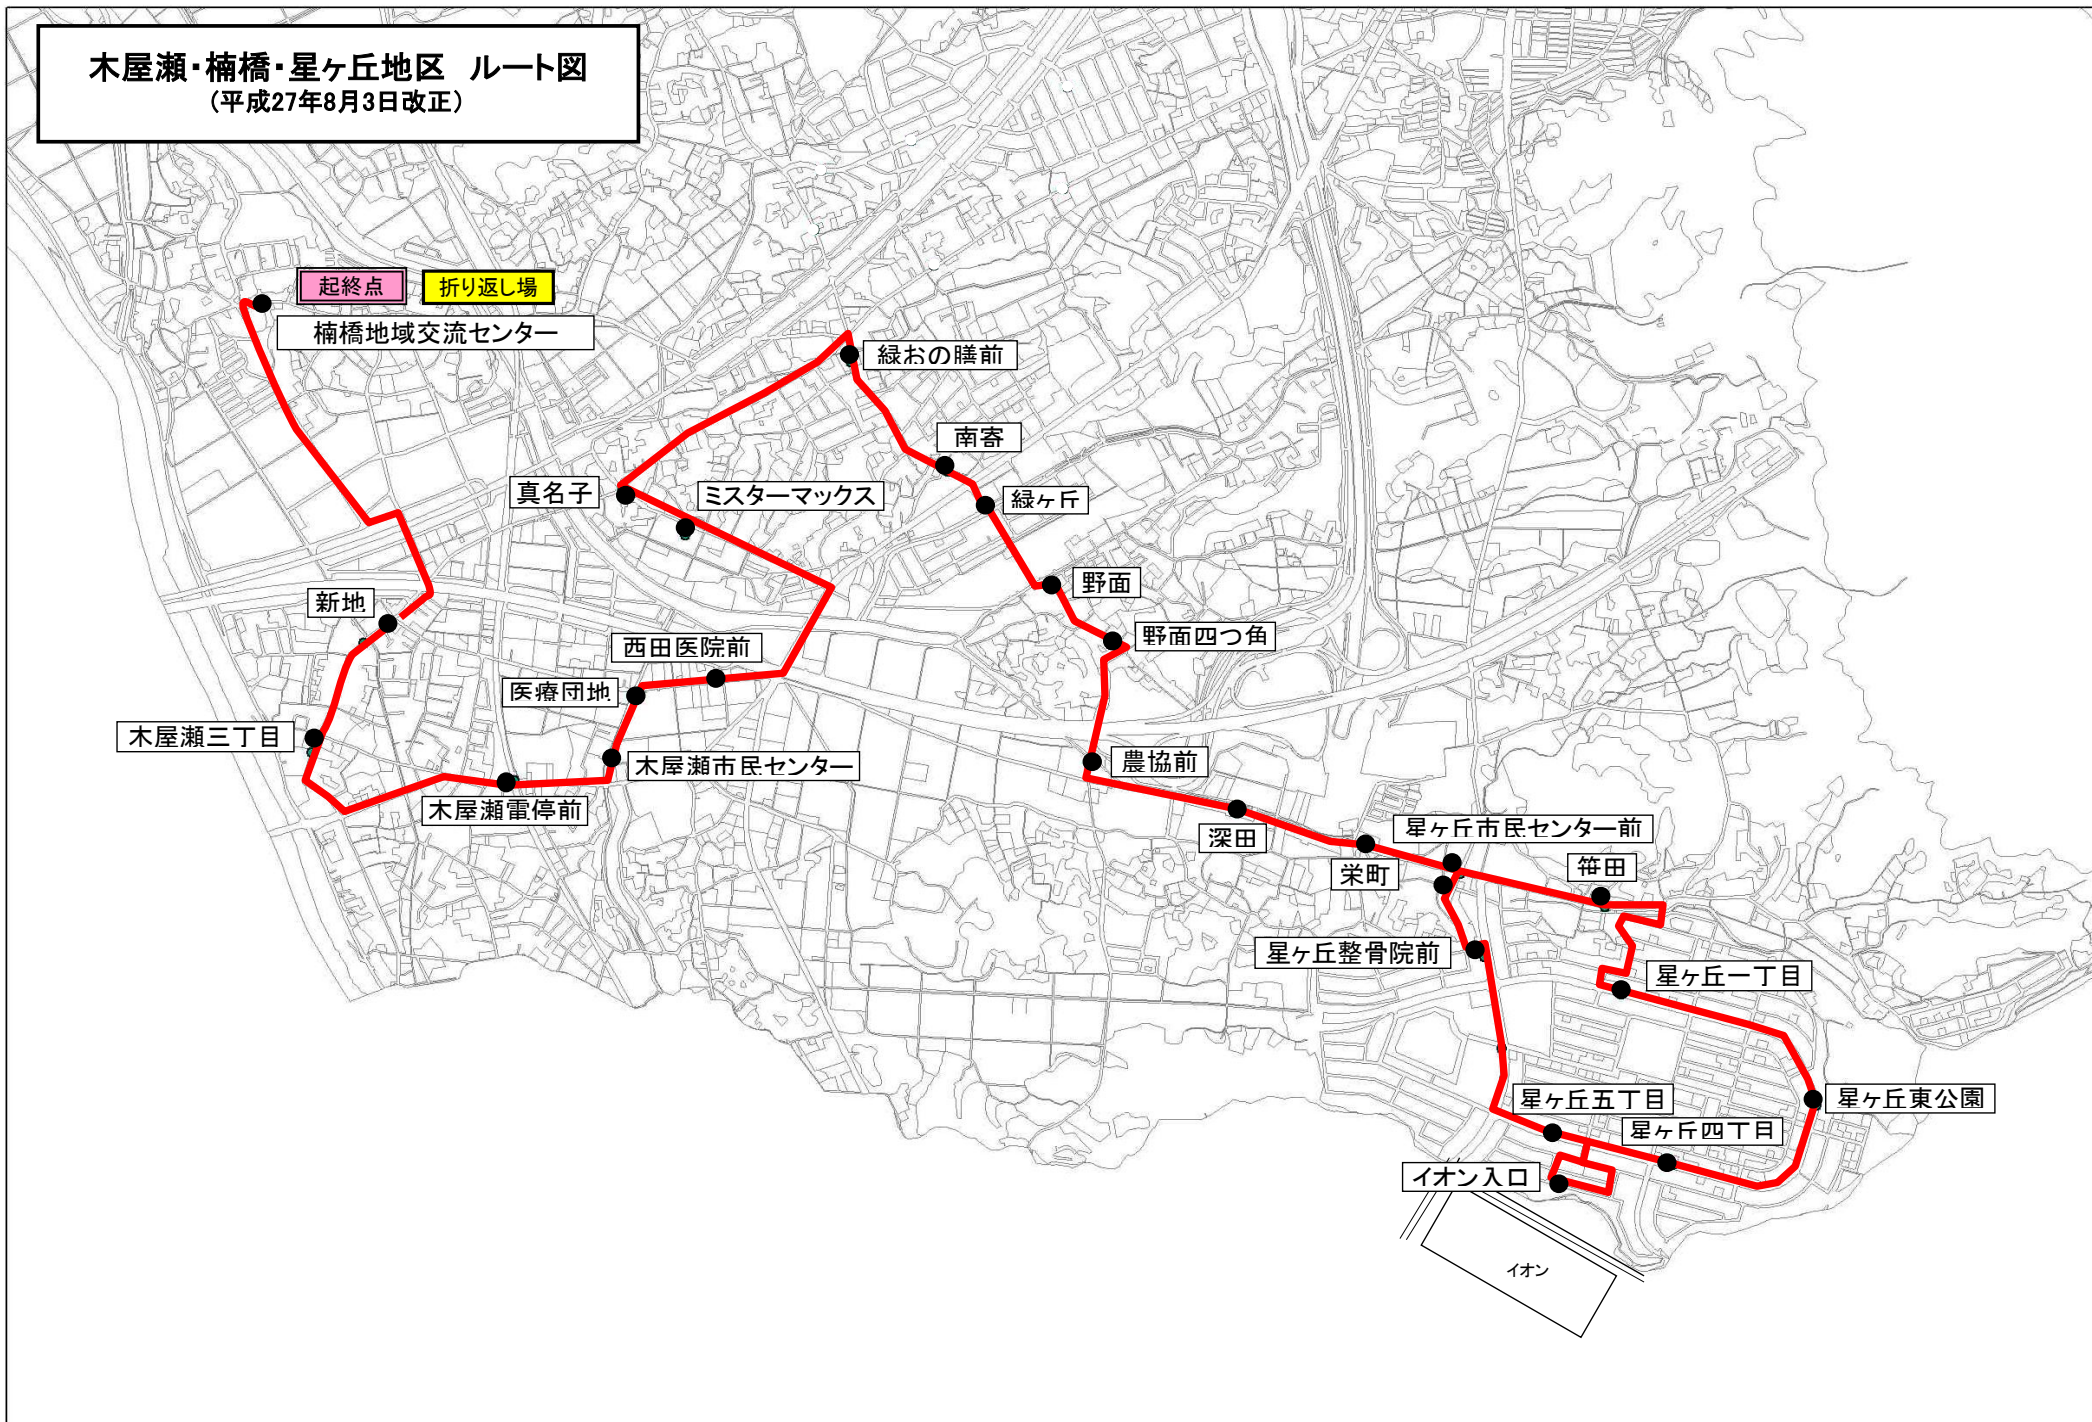 木屋瀬・楠橋・星ヶ丘地区 ルート図
(平成27年8月3日改正)
起終点
折り返し場
楠橋地域交流センター
緑おの膳前
南寄
真名子
ミスターマックス
緑ヶ丘
野面
新地
野面四つ角
西田医院前
医療団地
木屋瀬三丁目
木屋瀬市民センター
農協前
木屋瀬電停前
深田
星ヶ丘市民センター前
栄町
笹田
星ヶ丘整骨院前
星ヶ丘一丁目
星ヶ丘五丁目
星ヶ丘東公園
星ヶ丘四丁目
イオン入口
イオン